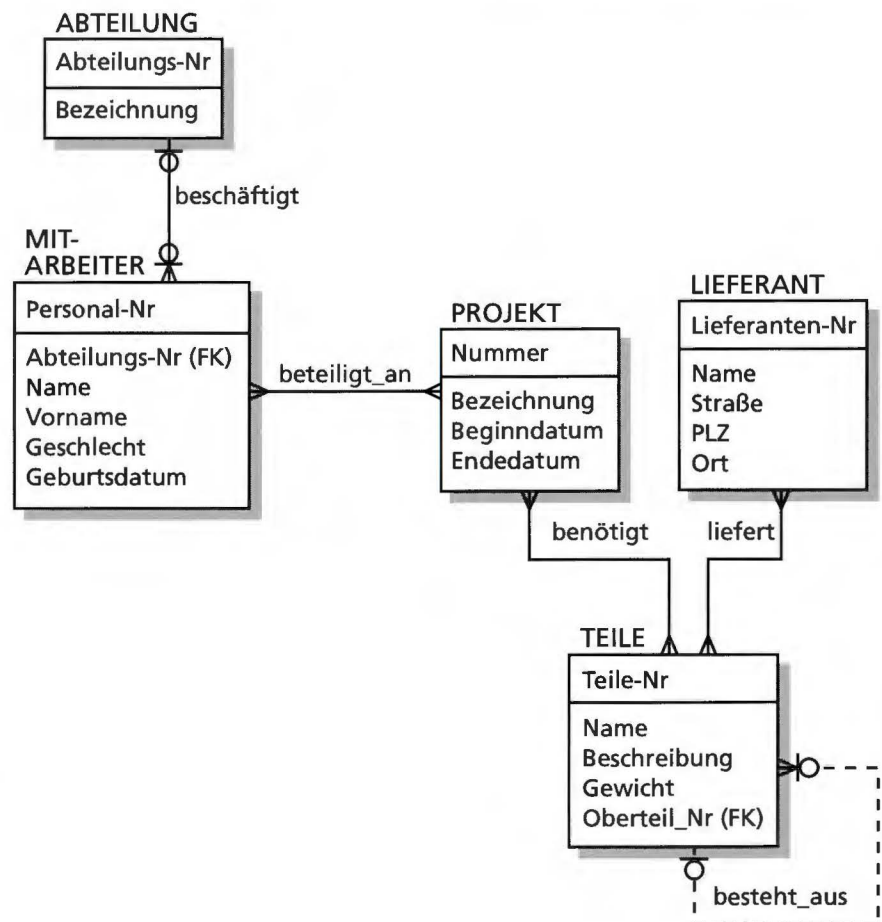 ABTEILUNG
Abteilungs-Nr
Bezeichnung
beschäftigt
MIT-
ARBEITER
Personal-Nr
Abteilungs-Nr (FK)
Name
Vorname
Geschlecht
Geburtsdatum
beteiligt_an
PROJEKT
Nummer
Bezeichnung
Beginndatum
Endedatum
LIEFERANT
Lieferanten-Nr
Name
Straße
PLZ
Ort
benötigt
liefert
TEILE
Teile-Nr
Name
Beschreibung
Gewicht
Oberteil_Nr (FK)
besteht_aus